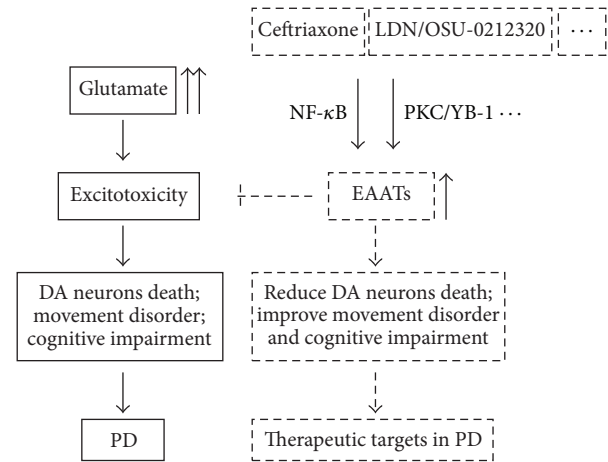 Ceftriaxone LDN/OSU-0212320 ⋯
Glutamate
NF-κB PKC/YB-1 ⋯
Excitotoxicity EAATs
DA neurons death;
movement disorder;
cognitive impairment
Reduce DA neurons death;
improve movement disorder
and cognitive impairment
PD Therapeutic targets in PD